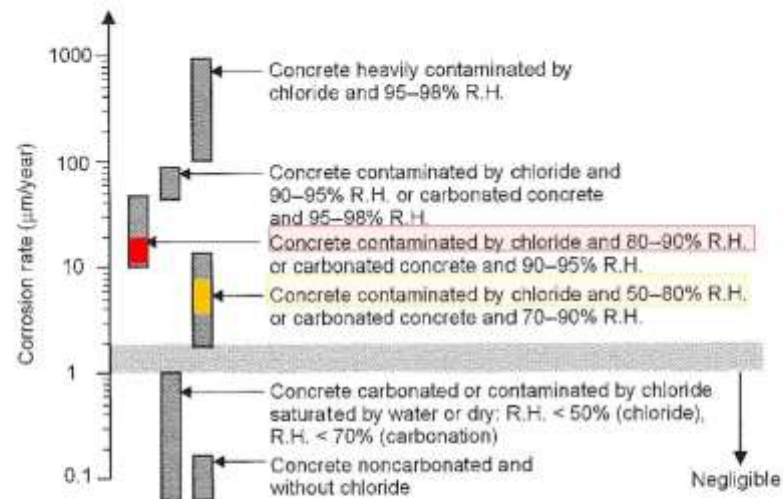 1000
Concrete heavily contaminated by
chloride and 95–98% R.H.
100
Concrete contaminated by chloride and
90–95% R.H. or carbonated concrete
and 95–98% R.H.
Concrete contaminated by chloride and 80–90% R.H.
or carbonated concrete and 90–95% R.H.
10
Concrete contaminated by chloride and 50–80% R.H.
or carbonated concrete and 70–90% R.H.
1
Concrete carbonated or contaminated by chloride
saturated by water or dry: R.H. < 50% (chloride),
R.H. < 70% (carbonation)
Concrete noncarbonated and
without chloride
0.1
Negligible
Corrosion rate (μm/year)